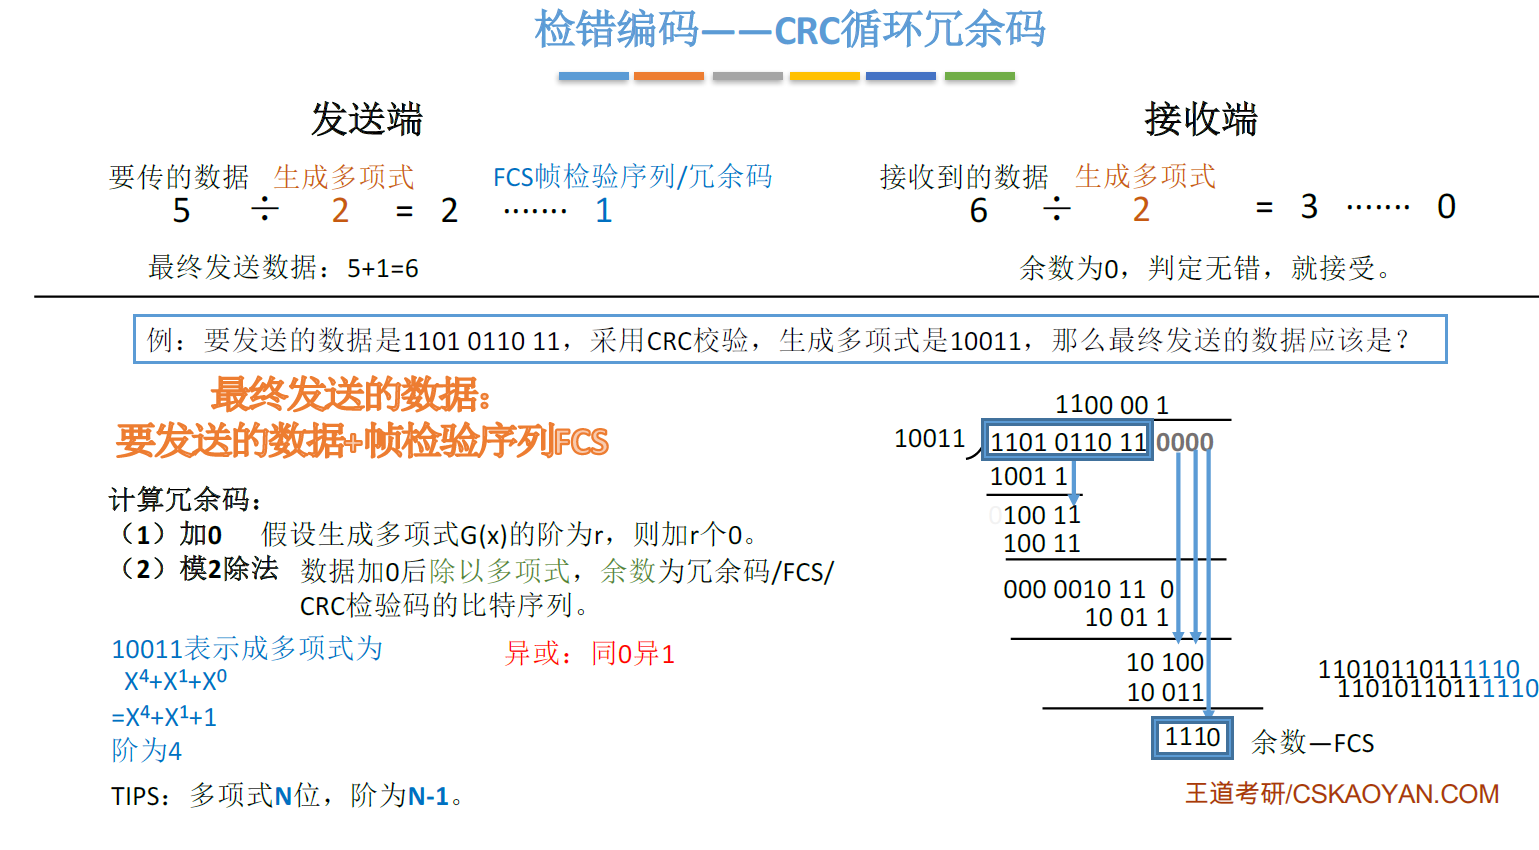 检错编码——CRC循环冗余码
发送端
接收端
要传的数据 生成多项式 FCS帧检验序列/冗余码
5 ÷ 2 = 2 ······· 1
接收到的数据 生成多项式
6 ÷ 2 = 3 ······· 0
最终发送数据：5+1=6
余数为0，判定无错，就接受。
例：要发送的数据是1101 0110 11，采用CRC校验，生成多项式是10011，那么最终发送的数据应该是？
最终发送的数据：
要发送的数据+帧检验序列FCS
计算冗余码：
（1）加0 假设生成多项式G(x)的阶为r，则加r个0。
（2）模2除法 数据加0后除以多项式，余数为冗余码/FCS/
CRC检验码的比特序列。
10011表示成多项式为
X⁴+X¹+X⁰
=X⁴+X¹+1
阶为4
异或：同0异1
TIPS：多项式N位，阶为N-1。
1100 00 1
10011 1101 0110 11 0000
1001 1
0100 11
100 11
000 0010 11 0
10 01 1
10 100
10 011
1110 余数—FCS
11010110111110
11010110111110
王道考研/CSKAOYAN.COM